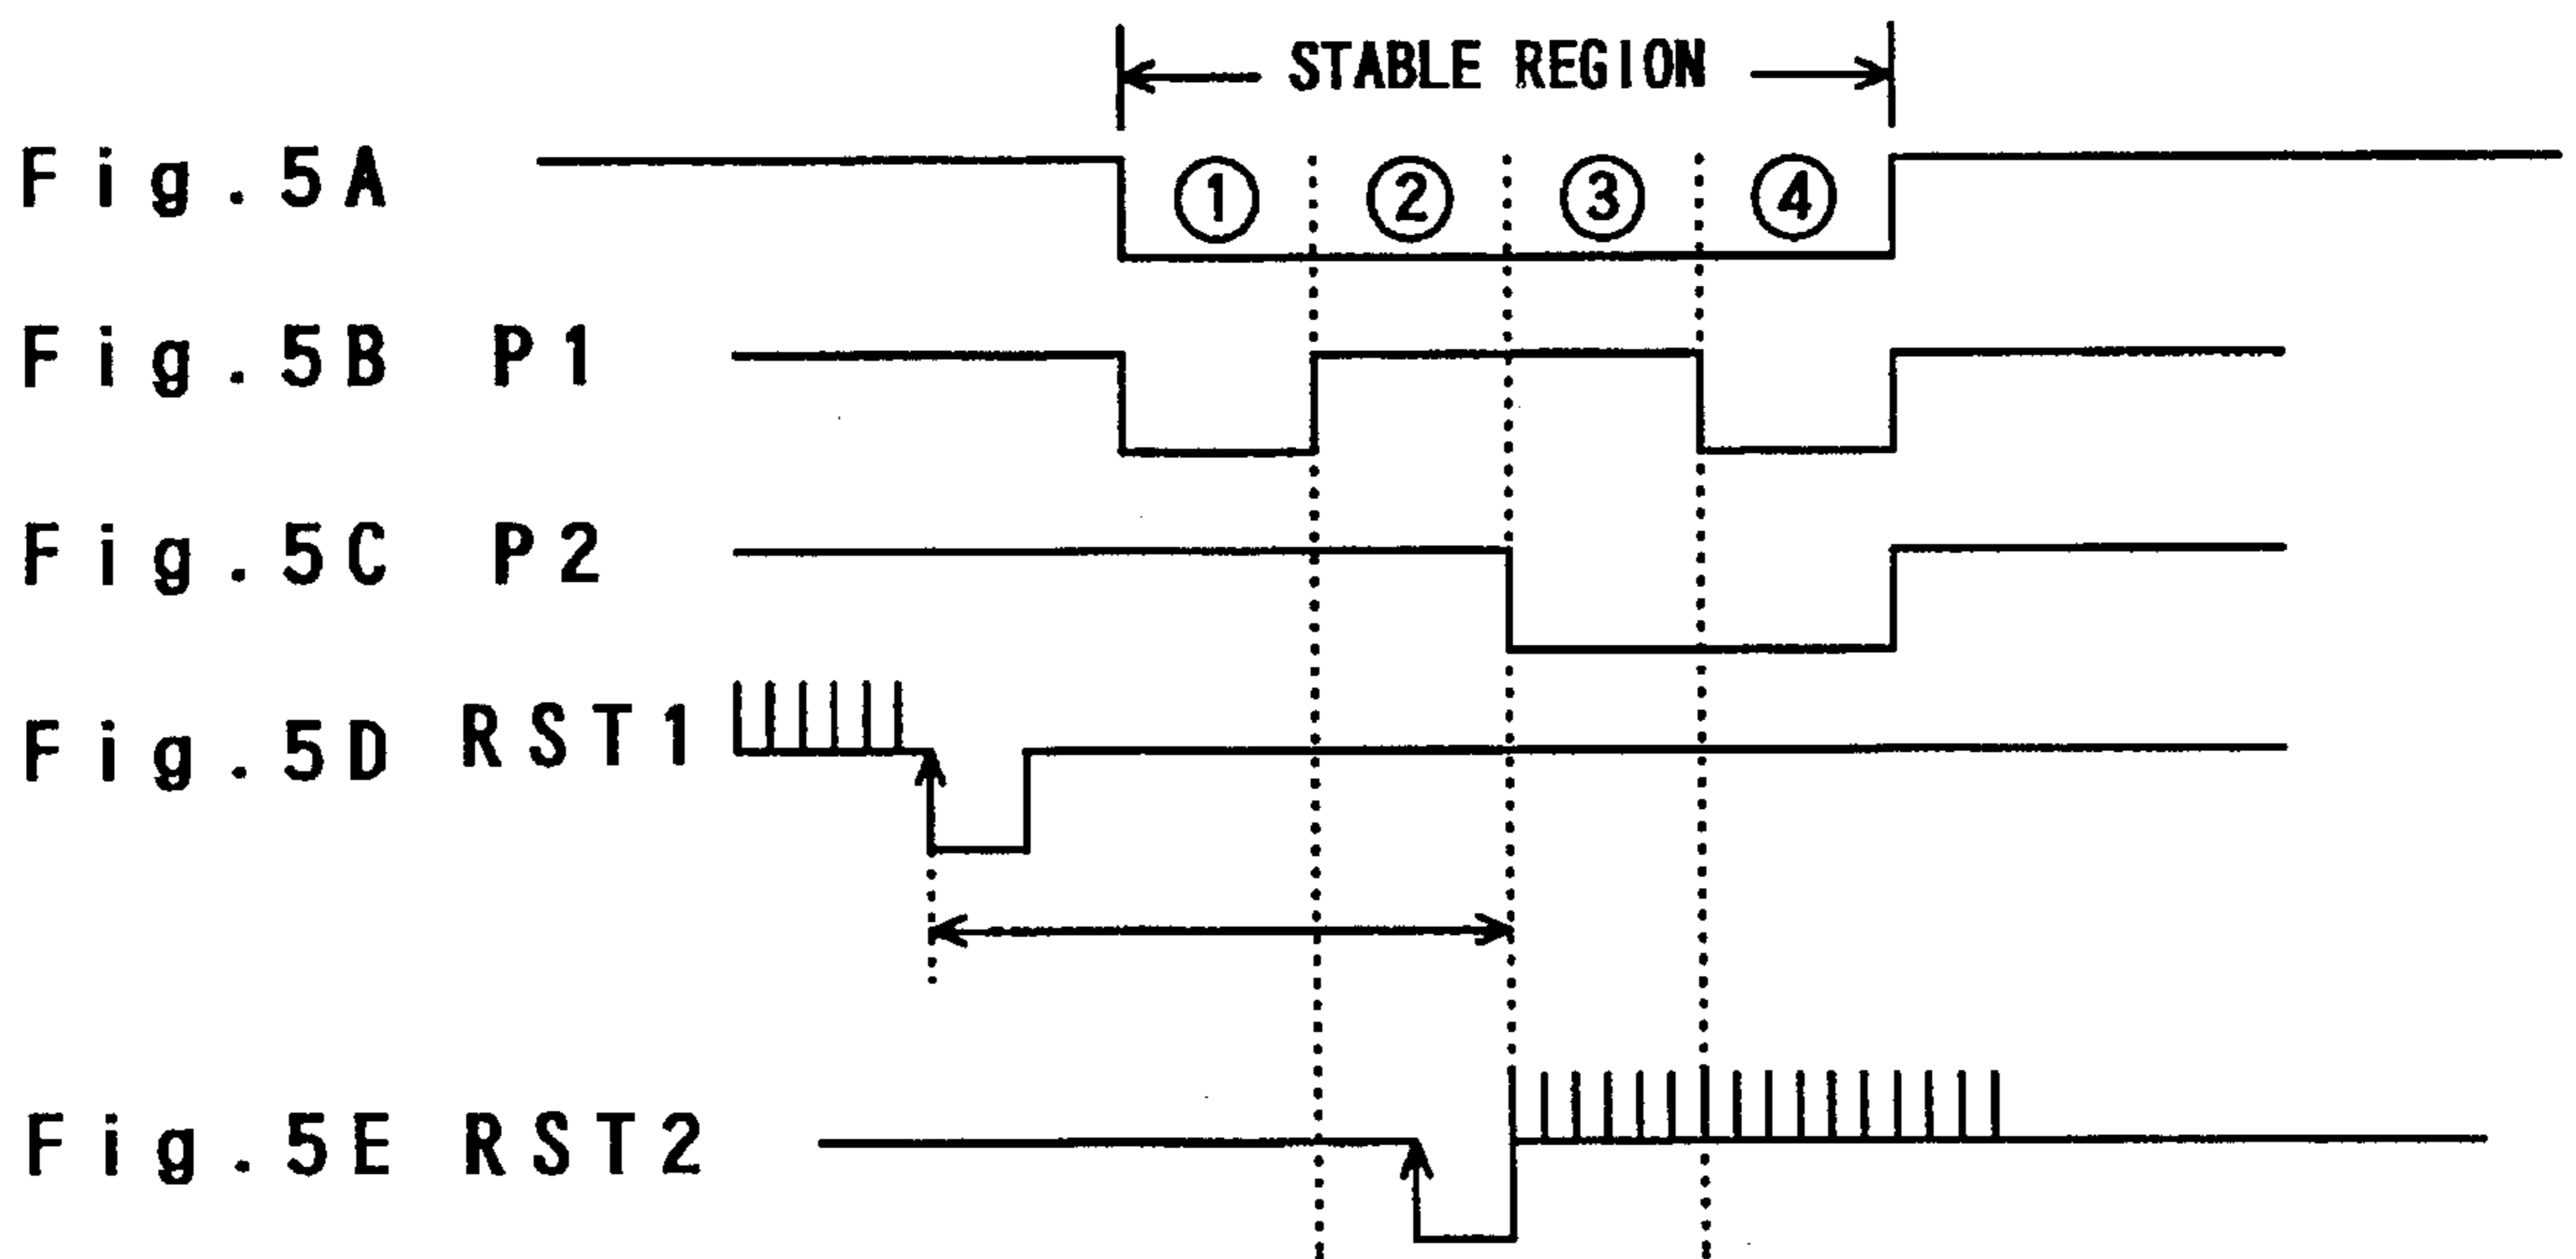 STABLE REGION
Fig.5A ① ② ③ ④
Fig.5B P1
Fig.5C P2
Fig.5D RST1
Fig.5E RST2